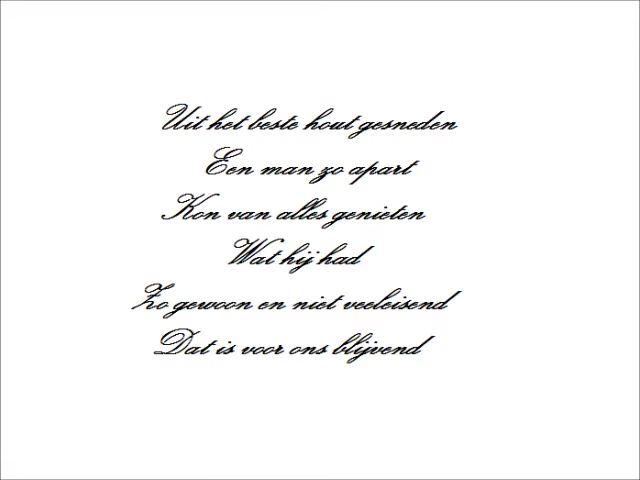 Uit het beste hout gesneden
Een man zo apart
Kon van alles genieten
Wat hij had
Zo gewoon en niet veeleisend
Dat is voor ons blijvend